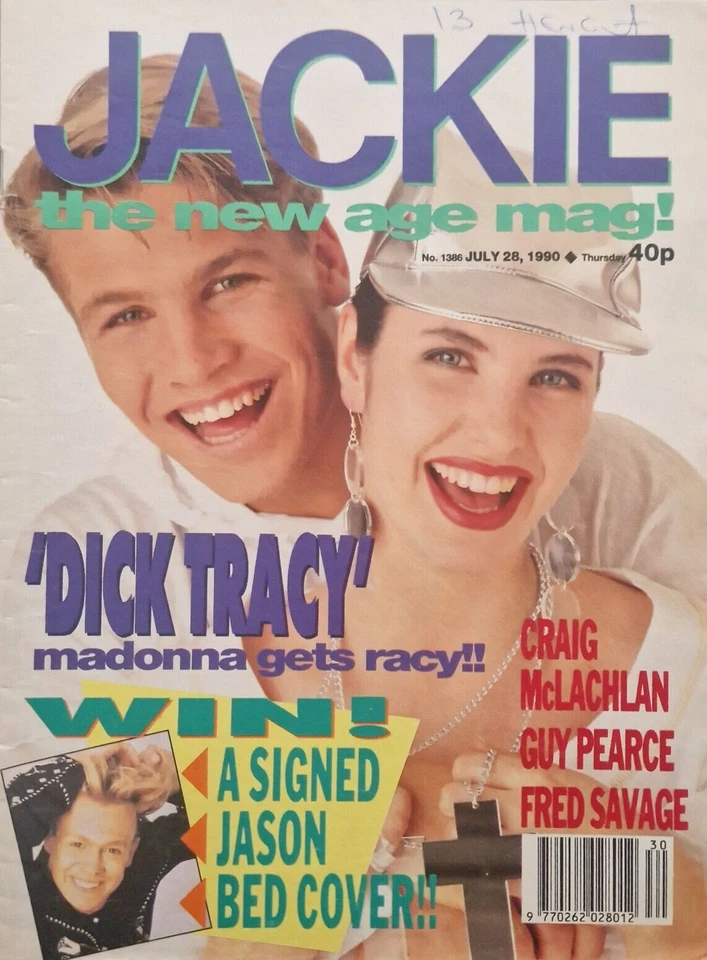 13
JACKIE
the new age mag!
No. 1386 JULY 28, 1990 ◆ Thursday 40p
'DICK TRACY'
madonna gets racy!!
CRAIG
McLACHLAN
GUY PEARCE
FRED SAVAGE
WIN!
A SIGNED
JASON
BED COVER!!
30
9 770262 028012